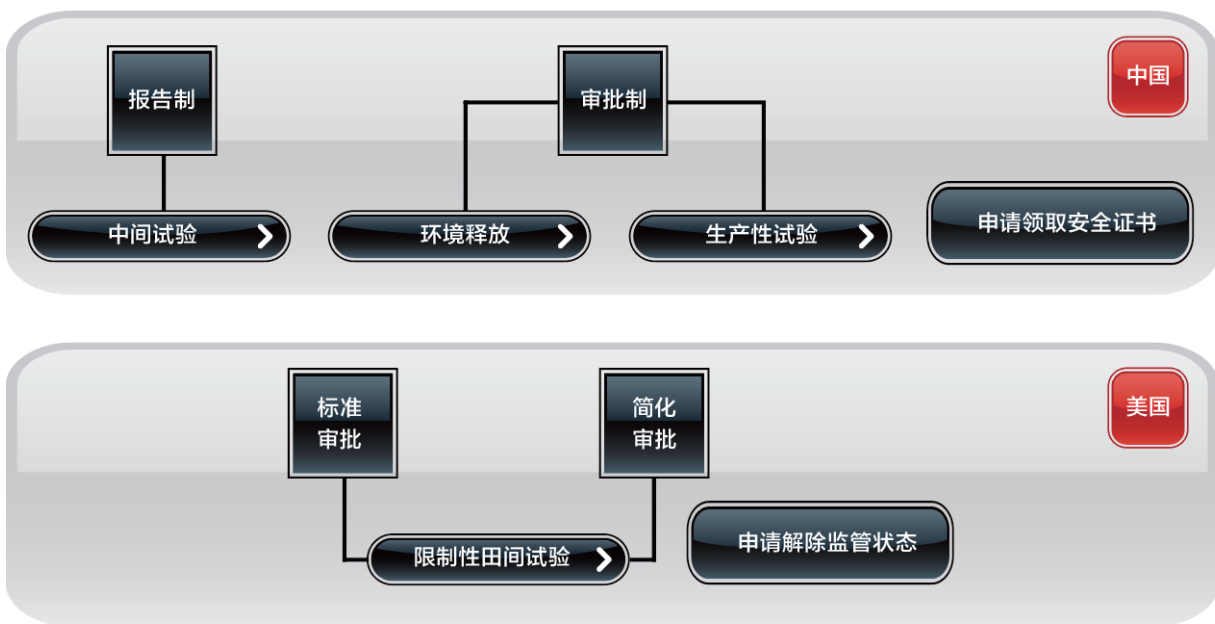 报告制
审批制
中国
中间试验
环境释放
生产性试验
申请领取安全证书
标准
审批
简化
审批
美国
限制性田间试验
申请解除监管状态